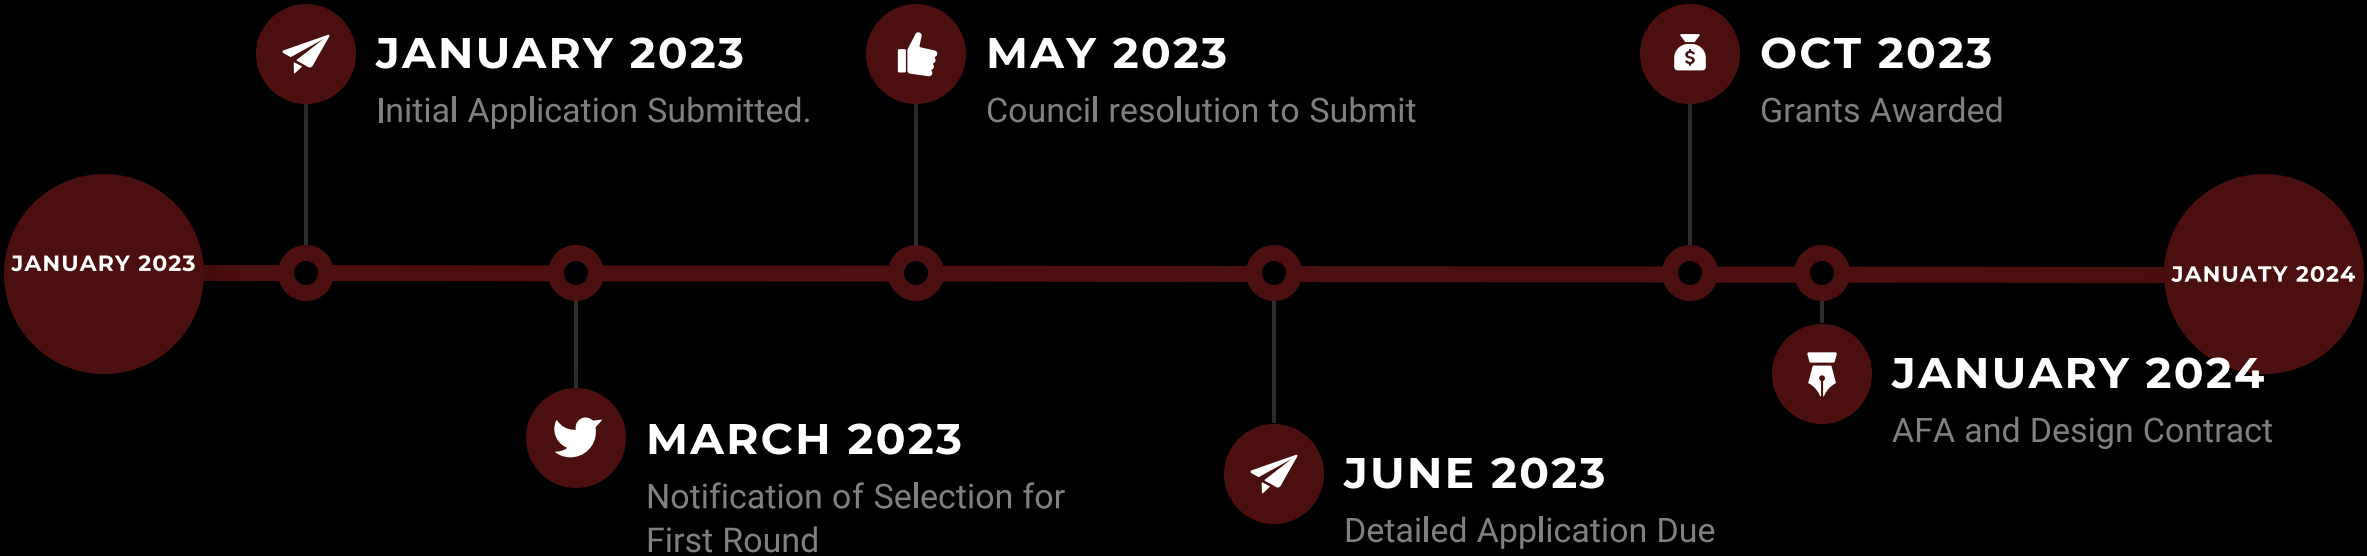 JANUARY 2023
JANUARY 2023
Initial Application Submitted.
MARCH 2023
Notification of Selection for
First Round
MAY 2023
Council resolution to Submit
JUNE 2023
Detailed Application Due
OCT 2023
Grants Awarded
JANUARY 2024
AFA and Design Contract
JANUATY 2024